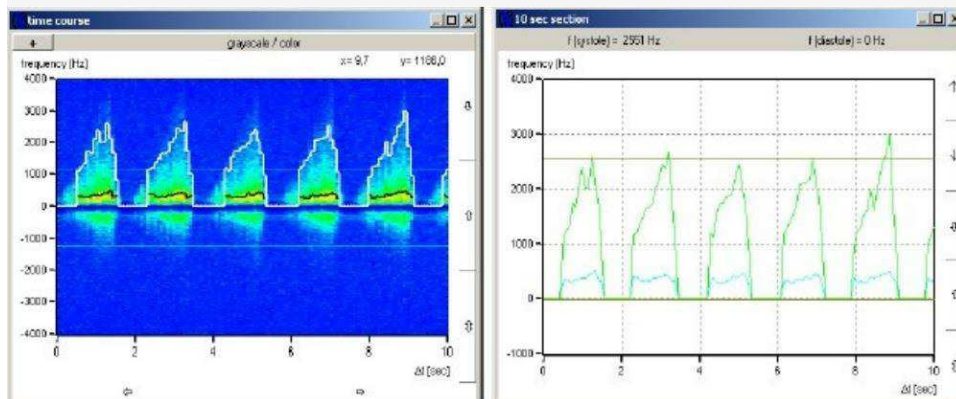 time course
+ grayscale / color
frequency [Hz] x= 9,7 y= 1188,0
4000
3000
2000
1000
0
-1000
-2000
-3000
-4000
0 2 4 6 8 10
Δt [sec]
10 sec section
f (systole) = 2551 Hz f (diastole) = 0 Hz
frequency [Hz]
4000
3000
2000
1000
0
-1000
0 2 4 6 8 10
Δt [sec]